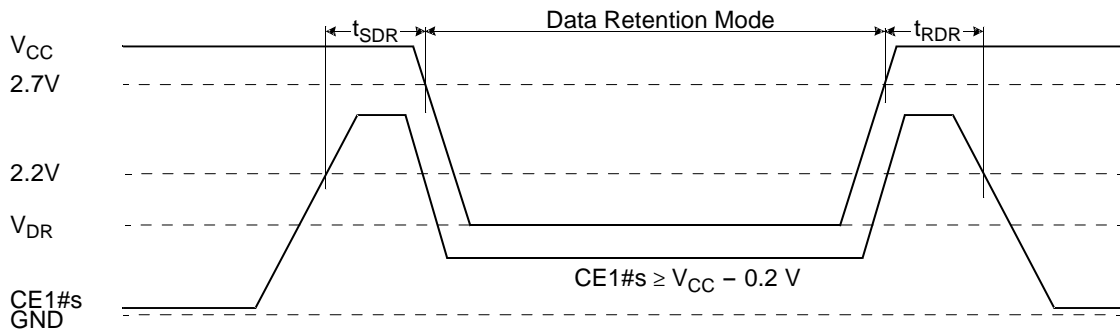 Data Retention Mode
tSDR
tRDR
VCC
2.7V
2.2V
VDR
CE1#s ≥ VCC − 0.2 V
CE1#s
GND